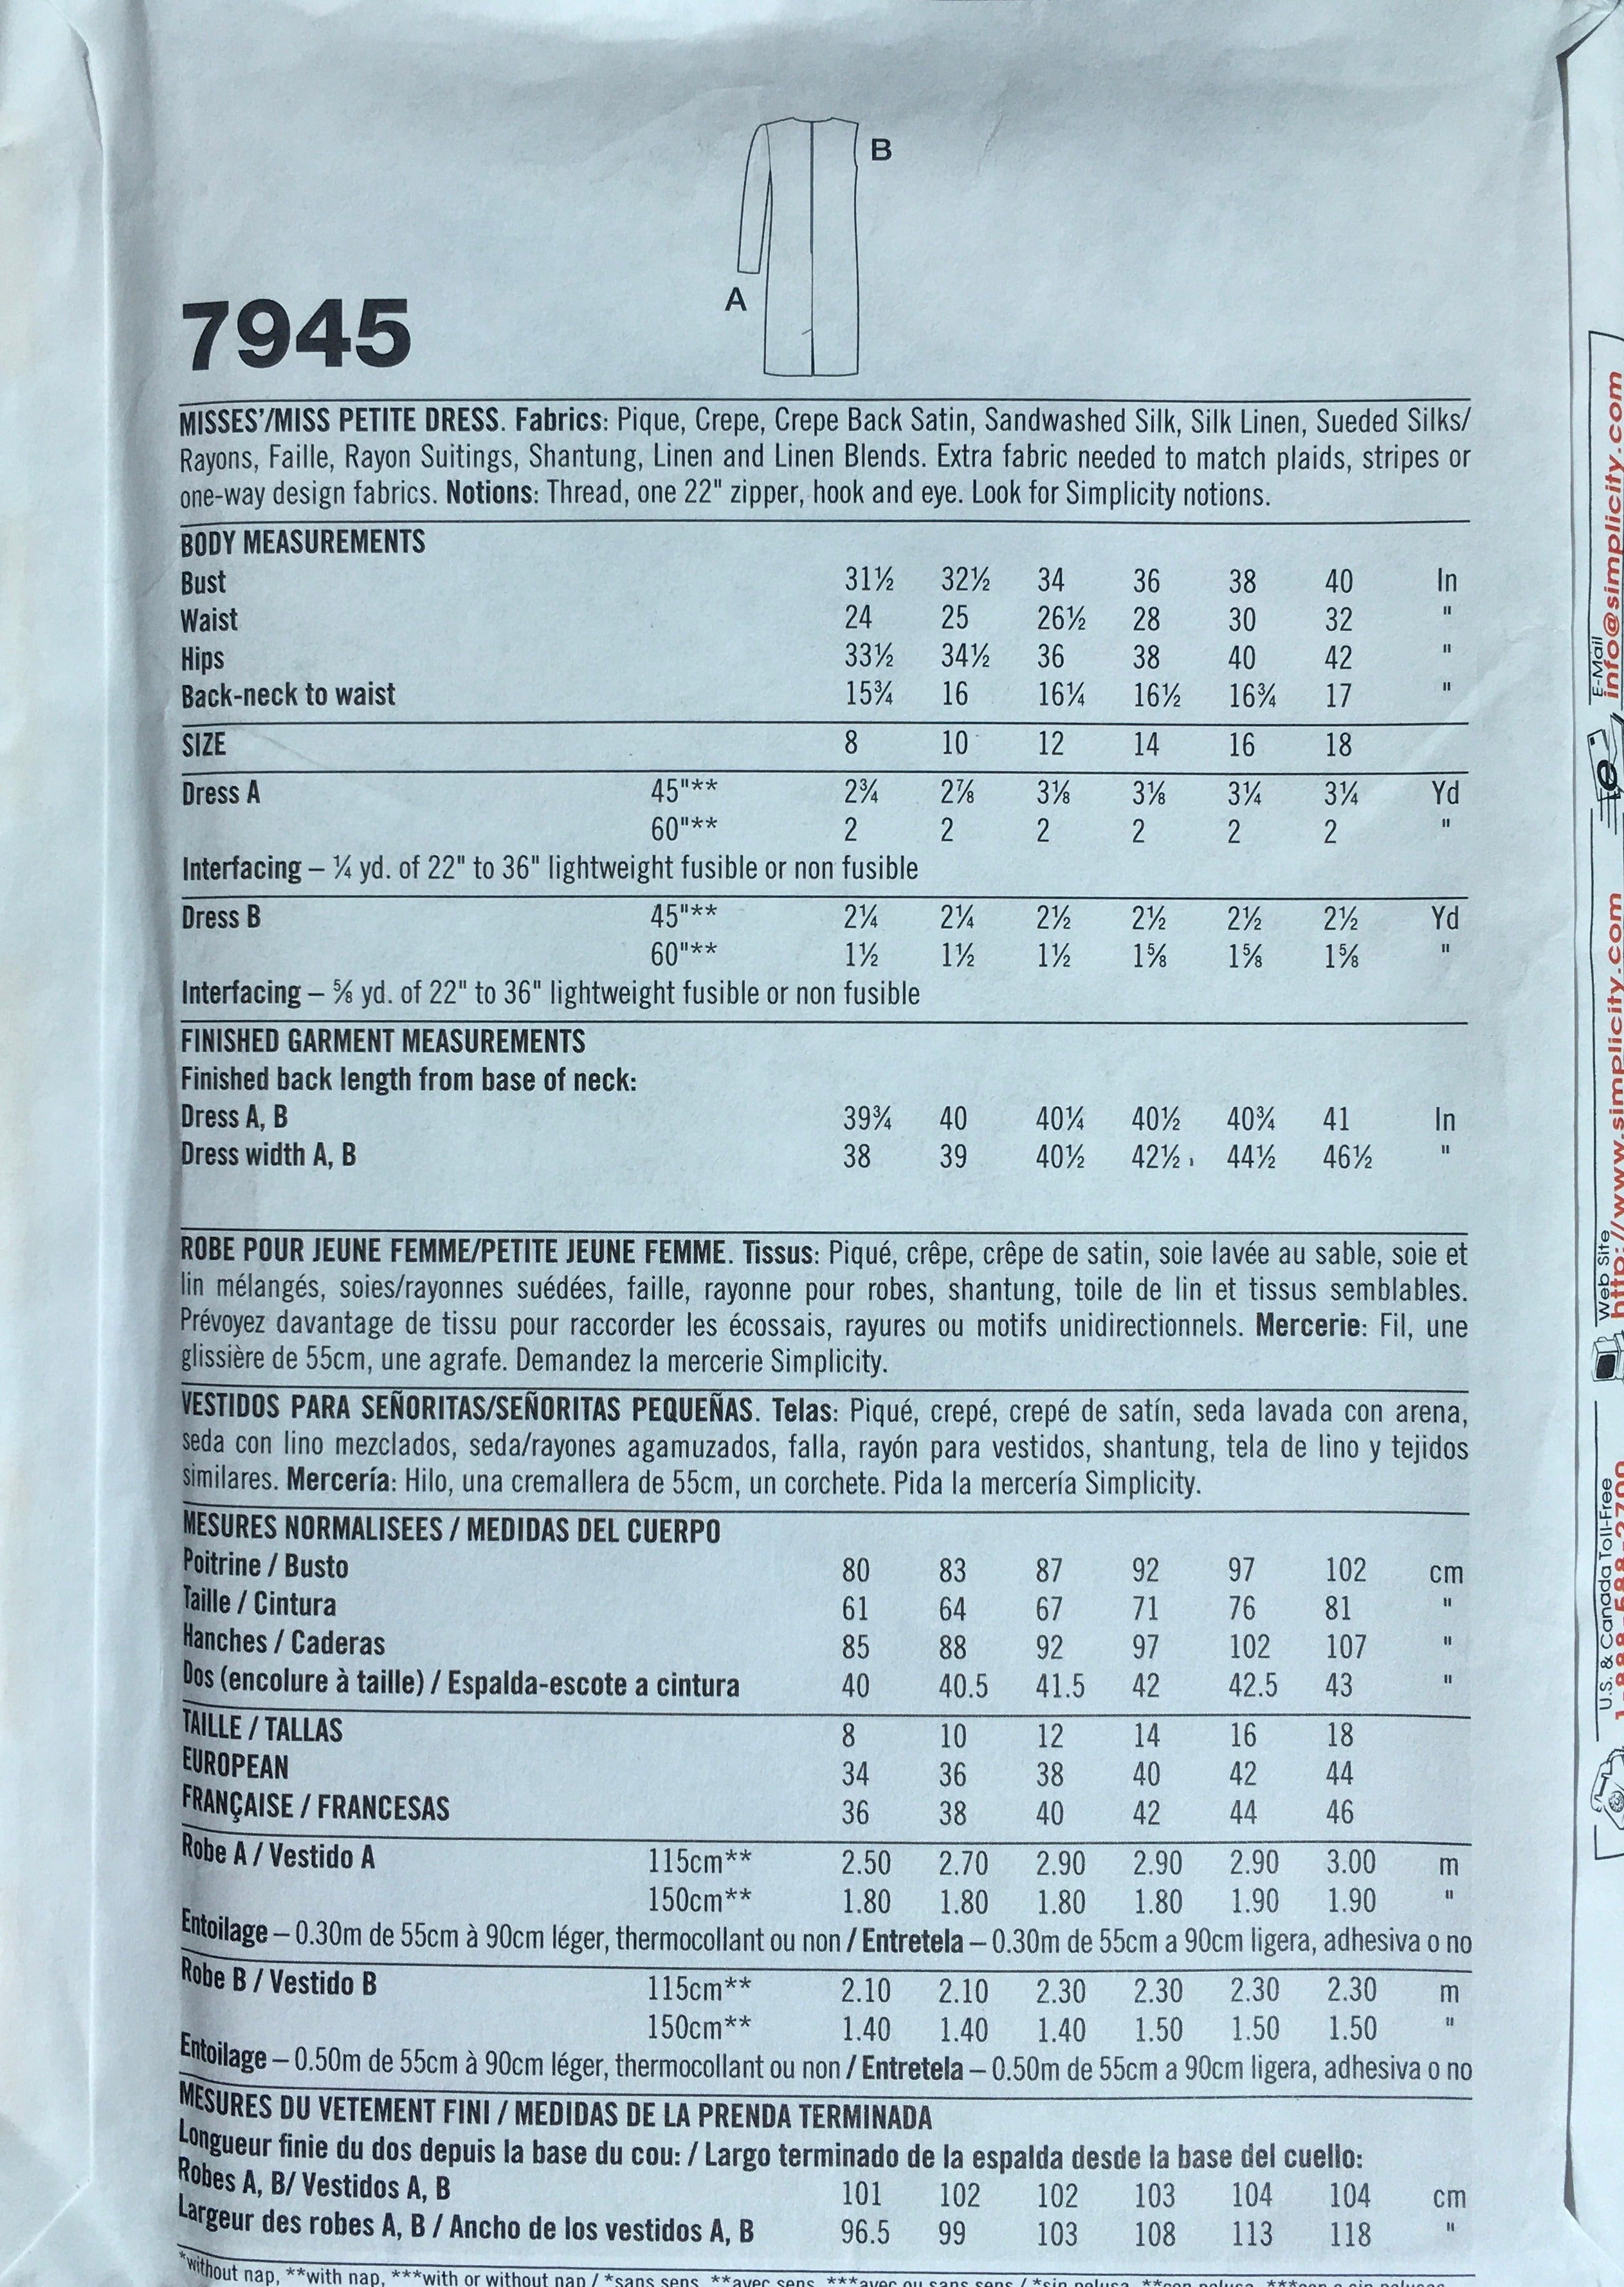 B
A
7945
MISSES'/MISS PETITE DRESS. Fabrics: Pique, Crepe, Crepe Back Satin, Sandwashed Silk, Silk Linen, Sueded Silks/
Rayons, Faille, Rayon Suitings, Shantung, Linen and Linen Blends. Extra fabric needed to match plaids, stripes or
one-way design fabrics. Notions: Thread, one 22" zipper, hook and eye. Look for Simplicity notions.
BODY MEASUREMENTS
Bust 31½ 32½ 34 36 38 40 In
Waist 24 25 26½ 28 30 32 "
Hips 33½ 34½ 36 38 40 42 "
Back-neck to waist 15¾ 16 16¼ 16½ 16¾ 17 "
SIZE 8 10 12 14 16 18
Dress A 45"** 2¾ 2⅞ 3⅛ 3⅛ 3¼ 3¼ Yd
60"** 2 2 2 2 2 2 "
Interfacing – ¼ yd. of 22" to 36" lightweight fusible or non fusible
Dress B 45"** 2¼ 2¼ 2½ 2½ 2½ 2½ Yd
60"** 1½ 1½ 1½ 1⅝ 1⅝ 1⅝ "
Interfacing – ⅝ yd. of 22" to 36" lightweight fusible or non fusible
FINISHED GARMENT MEASUREMENTS
Finished back length from base of neck:
Dress A, B 39¾ 40 40¼ 40½ 40¾ 41 In
Dress width A, B 38 39 40½ 42½ 44½ 46½ "
ROBE POUR JEUNE FEMME/PETITE JEUNE FEMME. Tissus: Piqué, crêpe, crêpe de satin, soie lavée au sable, soie et
lin mélangés, soies/rayonnes suédées, faille, rayonne pour robes, shantung, toile de lin et tissus semblables.
Prévoyez davantage de tissu pour raccorder les écossais, rayures ou motifs unidirectionnels. Mercerie: Fil, une
glissière de 55cm, une agrafe. Demandez la mercerie Simplicity.
VESTIDOS PARA SEÑORITAS/SEÑORITAS PEQUEÑAS. Telas: Piqué, crepé, crepé de satín, seda lavada con arena,
seda con lino mezclados, seda/rayones agamuzados, falla, rayón para vestidos, shantung, tela de lino y tejidos
similares. Mercería: Hilo, una cremallera de 55cm, un corchete. Pida la mercería Simplicity.
MESURES NORMALISEES / MEDIDAS DEL CUERPO
Poitrine / Busto 80 83 87 92 97 102 cm
Taille / Cintura 61 64 67 71 76 81 "
Hanches / Caderas 85 88 92 97 102 107 "
Dos (encolure à taille) / Espalda-escote a cintura 40 40.5 41.5 42 42.5 43 "
TAILLE / TALLAS 8 10 12 14 16 18
EUROPEAN 34 36 38 40 42 44
FRANÇAISE / FRANCESAS 36 38 40 42 44 46
Robe A / Vestido A 115cm** 2.50 2.70 2.90 2.90 2.90 3.00 m
150cm** 1.80 1.80 1.80 1.80 1.90 1.90 "
Entoilage – 0.30m de 55cm à 90cm léger, thermocollant ou non / Entretela – 0.30m de 55cm a 90cm ligera, adhesiva o no
Robe B / Vestido B 115cm** 2.10 2.10 2.30 2.30 2.30 2.30 m
150cm** 1.40 1.40 1.40 1.50 1.50 1.50 "
Entoilage – 0.50m de 55cm à 90cm léger, thermocollant ou non / Entretela – 0.50m de 55cm a 90cm ligera, adhesiva o no
MESURES DU VETEMENT FINI / MEDIDAS DE LA PRENDA TERMINADA
Longueur finie du dos depuis la base du cou: / Largo terminado de la espalda desde la base del cuello:
Robes A, B/ Vestidos A, B 101 102 102 103 104 104 cm
Largeur des robes A, B / Ancho de los vestidos A, B 96.5 99 103 108 113 118 "
*without nap, **with nap, ***with or without nap / *sans sens, **avec sens, ***avec ou sans sens / *sin pelusa, **con pelusa, ***con o sin
E-Mail
info@simplicity.com
Web Site
http://www.simplicity.com
U.S. & Canada Toll-Free